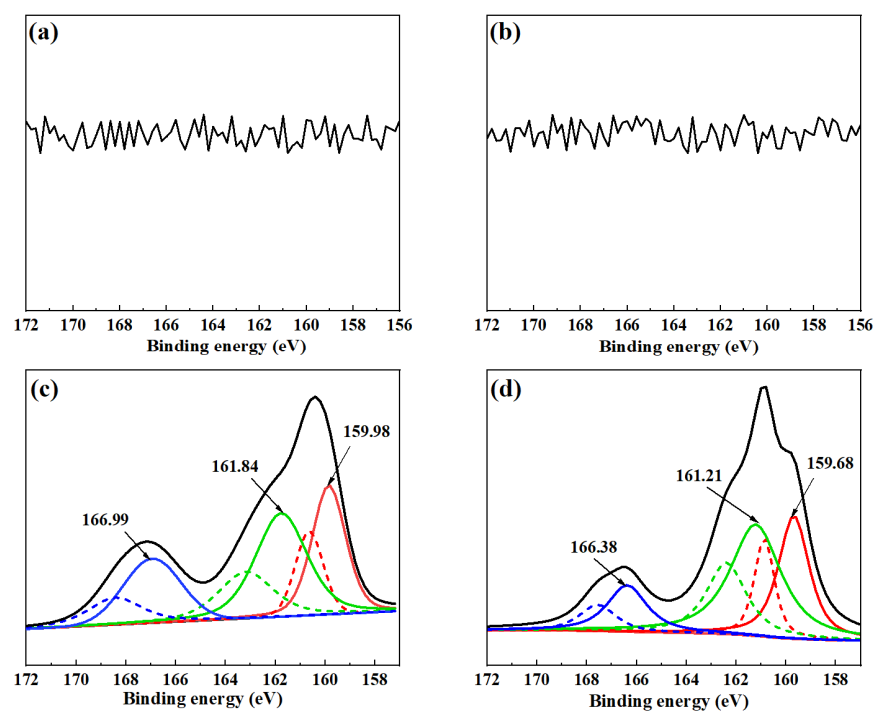 (a)
172 170 168 166 164 162 160 158 156
Binding energy (eV)
(b)
172 170 168 166 164 162 160 158 156
Binding energy (eV)
(c)
159.98
161.84
166.99
172 170 168 166 164 162 160 158
Binding energy (eV)
(d)
159.68
161.21
166.38
172 170 168 166 164 162 160 158
Binding energy (eV)